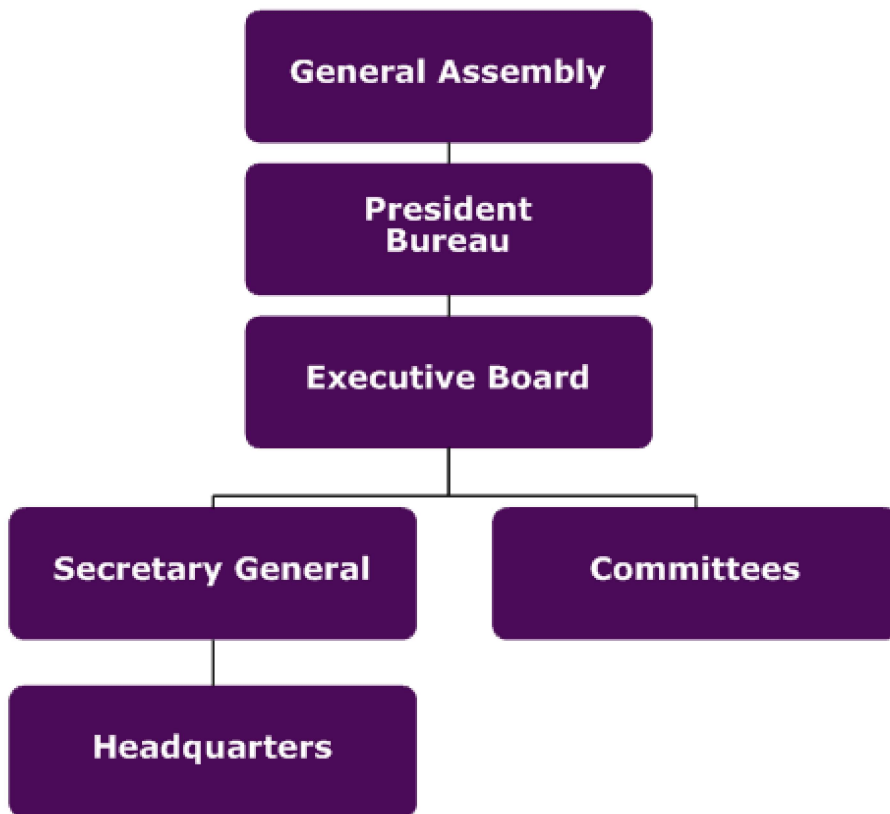 General Assembly
President
Bureau
Executive Board
Secretary General
Committees
Headquarters